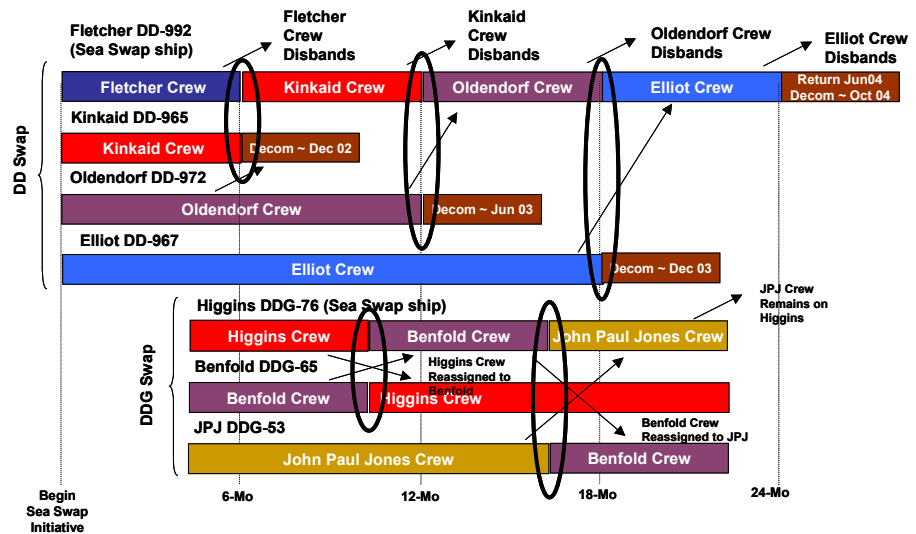 Fletcher DD-992
(Sea Swap ship)
Fletcher
Crew
Disbands
Kinkaid
Crew
Disbands
Oldendorf Crew
Disbands
Elliot Crew
Disbands
Fletcher Crew
Kinkaid Crew
Oldendorf Crew
Elliot Crew
Return Jun04
Decom ~ Oct 04
Kinkaid DD-965
Kinkaid Crew
Decom ~ Dec 02
DD Swap
Oldendorf DD-972
Oldendorf Crew
Decom ~ Jun 03
Elliot DD-967
Elliot Crew
Decom ~ Dec 03
JPJ Crew
Remains on
Higgins
Higgins DDG-76 (Sea Swap ship)
Higgins Crew
Benfold Crew
John Paul Jones Crew
DDG Swap
Benfold DDG-65
Higgins Crew
Reassigned to
Benfold
Benfold Crew
Higgins Crew
JPJ DDG-53
Benfold Crew
Reassigned to JPJ
John Paul Jones Crew
Benfold Crew
Begin
Sea Swap
Initiative
6-Mo
12-Mo
18-Mo
24-Mo